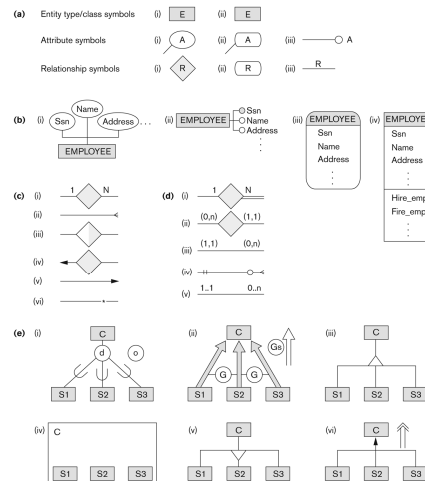 (a) Entity type/class symbols (i) E (ii) E
Attribute symbols (i) A (ii) A (iii) A
Relationship symbols (i) R (ii) R (iii) R
(b) (i) Ssn Name Address . . .
EMPLOYEE
(ii) EMPLOYEE
Ssn
Name
Address
(iii) EMPLOYEE
Ssn
Name
Address
(iv) EMPLOYEE
Ssn
Name
Address
Hire_emp
Fire_emp
(c) (i) 1 N
(ii)
(iii)
(iv)
(v)
(vi) *
(d) (i) 1 N
(ii) (0,n) (1,1)
(iii) (1,1) (0,n)
(iv)
(v) 1..1 0..n
(e) (i) C
d o
S1 S2 S3
(ii) C
Gs
G G
S1 S2 S3
(iii) C
S1 S2 S3
(iv) C
S1 S2 S3
(v) C
S1 S2 S3
(vi) C
S1 S2 S3